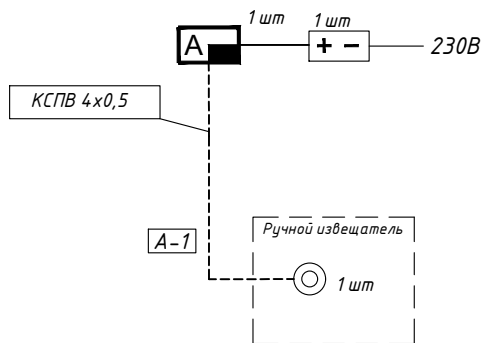 1 шт
1 шт
А
+ -
230В
КСПВ 4х0,5
А-1
Ручной извещатель
1 шт